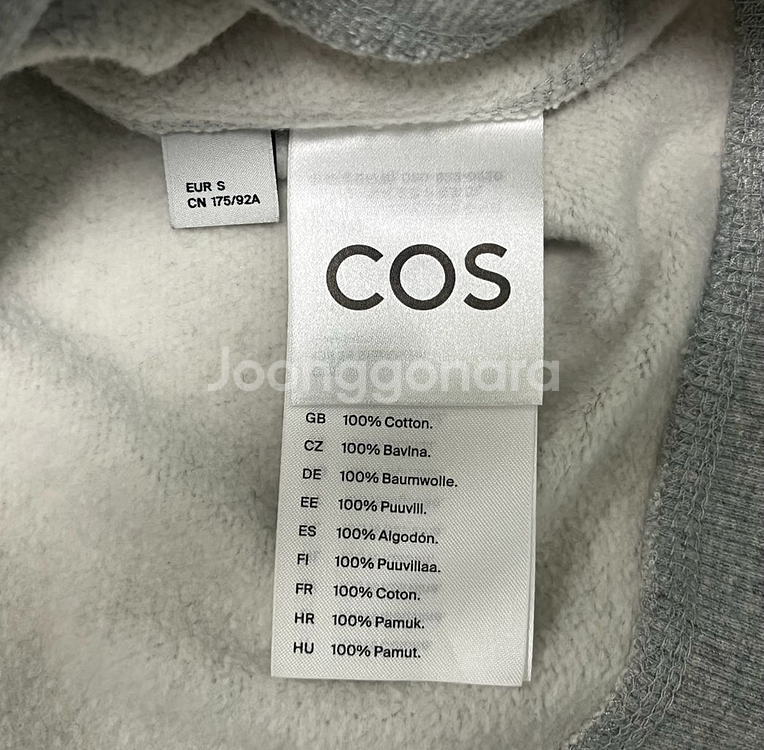 EUR S
CN 175/92A
COS
Joonggonara
GB 100% Cotton.
CZ 100% Bavlna.
DE 100% Baumwolle.
EE 100% Puuvill.
ES 100% Algodón.
FI 100% Puuvillaa.
FR 100% Coton.
HR 100% Pamuk.
HU 100% Pamut.